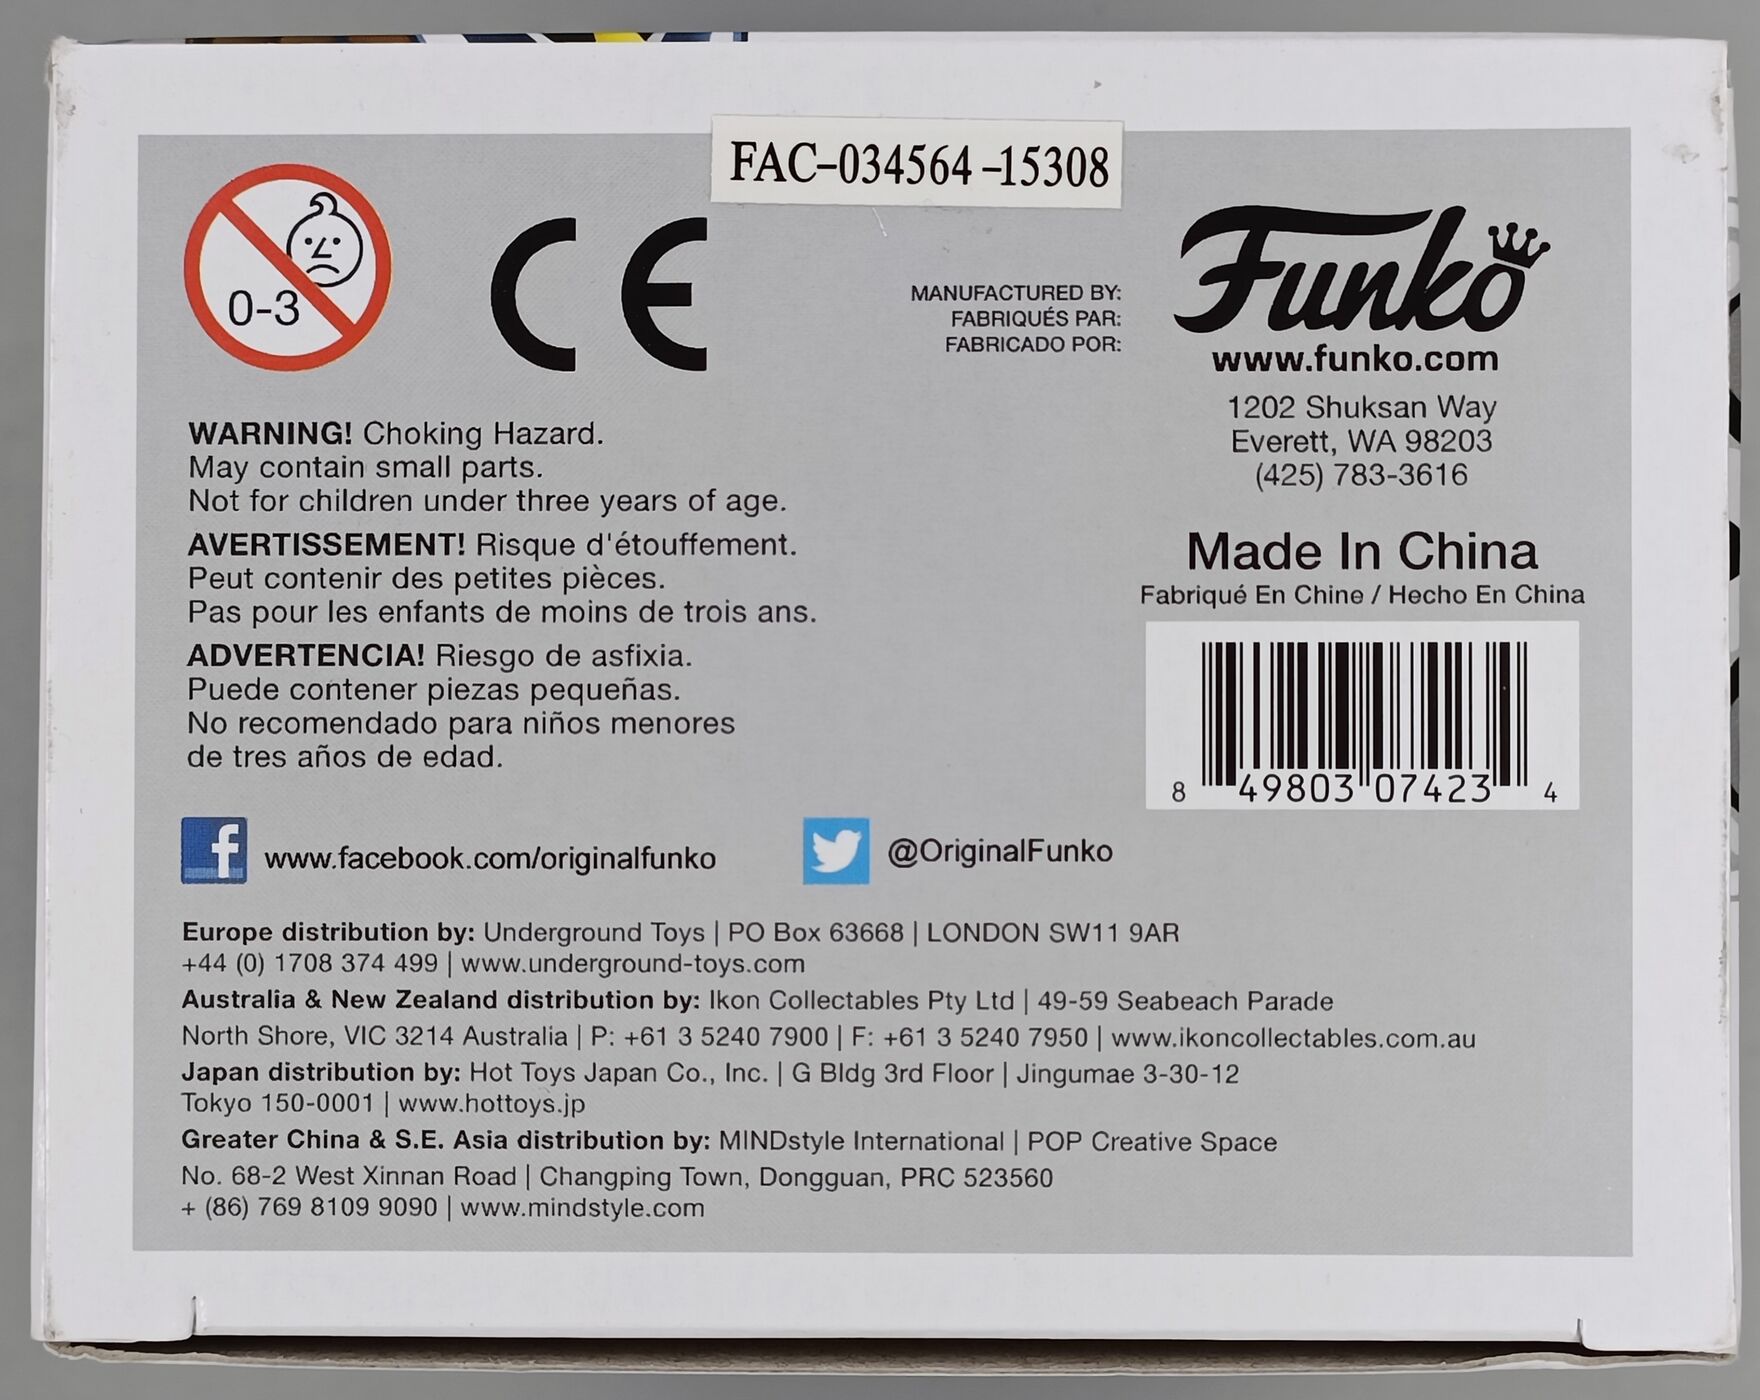 FAC-034564-15308
0-3
CE
MANUFACTURED BY:
FABRIQUÉS PAR:
FABRICADO POR:
Funko
www.funko.com
1202 Shuksan Way
Everett, WA 98203
(425) 783-3616
Made In China
Fabriqué En Chine / Hecho En China
8 49803 07423 4
WARNING! Choking Hazard.
May contain small parts.
Not for children under three years of age.
AVERTISSEMENT! Risque d'étouffement.
Peut contenir des petites pièces.
Pas pour les enfants de moins de trois ans.
ADVERTENCIA! Riesgo de asfixia.
Puede contener piezas pequeñas.
No recomendado para niños menores
de tres años de edad.
f www.facebook.com/originalfunko
@OriginalFunko
Europe distribution by: Underground Toys | PO Box 63668 | LONDON SW11 9AR
+44 (0) 1708 374 499 | www.underground-toys.com
Australia & New Zealand distribution by: Ikon Collectables Pty Ltd | 49-59 Seabeach Parade
North Shore, VIC 3214 Australia | P: +61 3 5240 7900 | F: +61 3 5240 7950 | www.ikoncollectables.com.au
Japan distribution by: Hot Toys Japan Co., Inc. | G Bldg 3rd Floor | Jingumae 3-30-12
Tokyo 150-0001 | www.hottoys.jp
Greater China & S.E. Asia distribution by: MINDstyle International | POP Creative Space
No. 68-2 West Xinnan Road | Changping Town, Dongguan, PRC 523560
+ (86) 769 8109 9090 | www.mindstyle.com